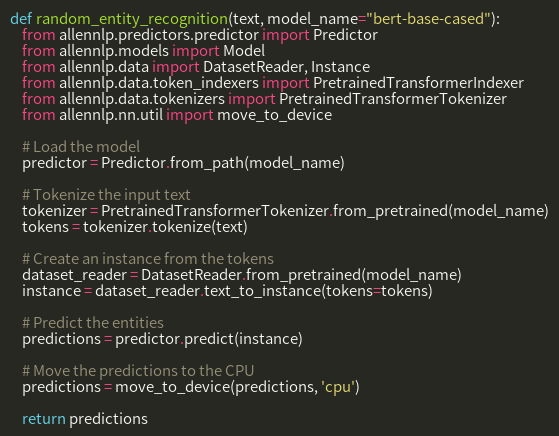 def random_entity_recognition(text, model_name="bert-base-cased"):
from allennlp.predictors.predictor import Predictor
from allennlp.models import Model
from allennlp.data import DatasetReader, Instance
from allennlp.data.token_indexers import PretrainedTransformerIndexer
from allennlp.data.tokenizers import PretrainedTransformerTokenizer
from allennlp.nn.util import move_to_device
# Load the model
predictor = Predictor.from_path(model_name)
# Tokenize the input text
tokenizer = PretrainedTransformerTokenizer.from_pretrained(model_name)
tokens = tokenizer.tokenize(text)
# Create an instance from the tokens
dataset_reader = DatasetReader.from_pretrained(model_name)
instance = dataset_reader.text_to_instance(tokens=tokens)
# Predict the entities
predictions = predictor.predict(instance)
# Move the predictions to the CPU
predictions = move_to_device(predictions, 'cpu')
return predictions